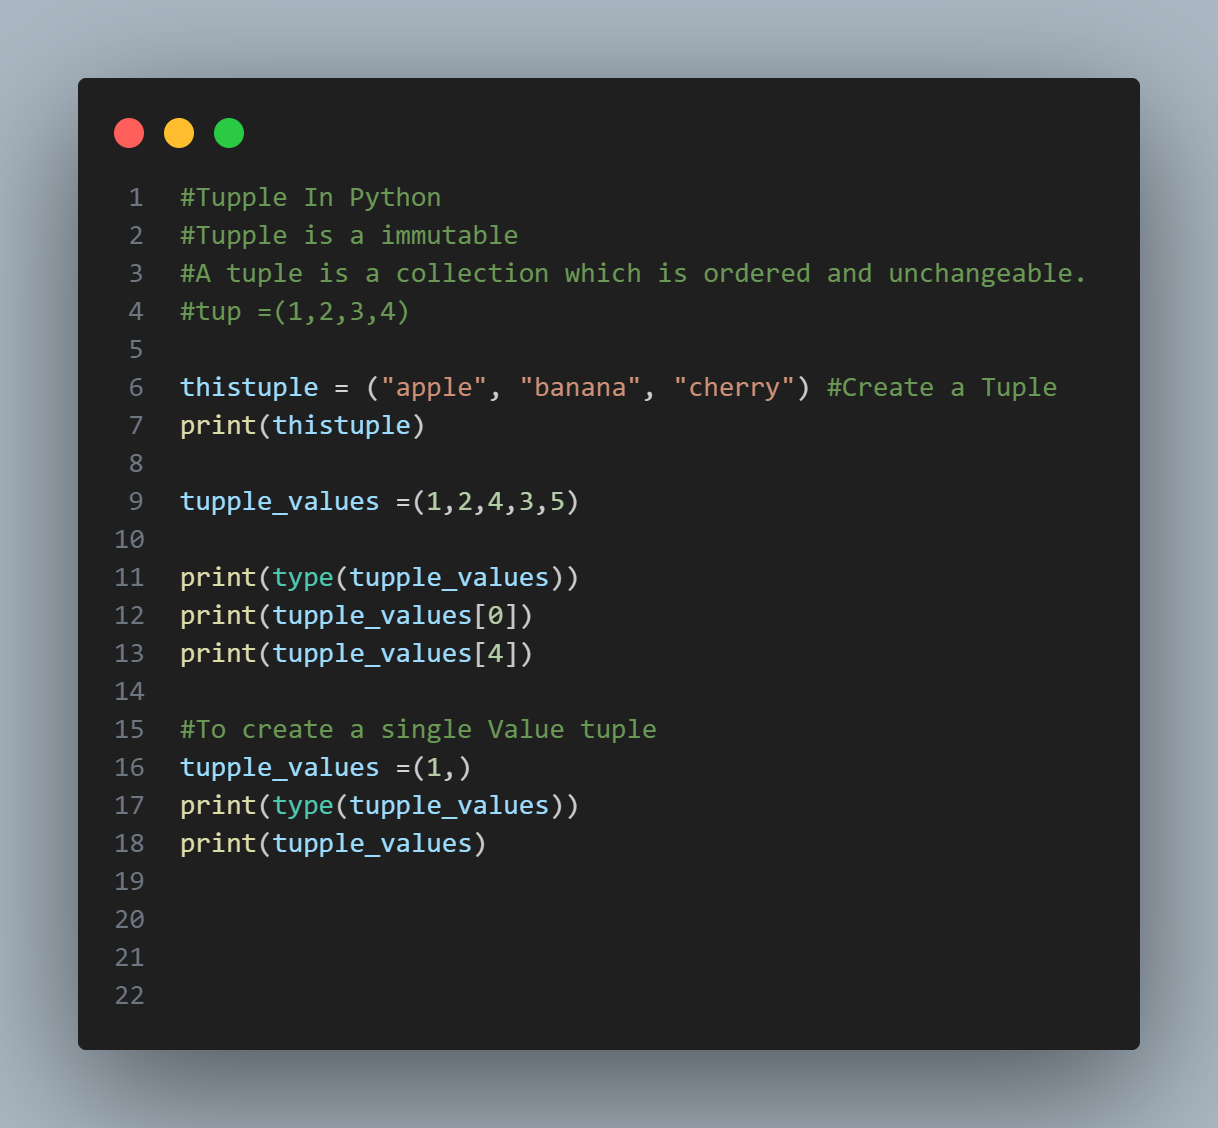 1 #Tupple In Python
2 #Tupple is a immutable
3 #A tuple is a collection which is ordered and unchangeable.
4 #tup =(1,2,3,4)
5
6 thistuple = ("apple", "banana", "cherry") #Create a Tuple
7 print(thistuple)
8
9 tupple_values =(1,2,4,3,5)
10
11 print(type(tupple_values))
12 print(tupple_values[0])
13 print(tupple_values[4])
14
15 #To create a single Value tuple
16 tupple_values =(1,)
17 print(type(tupple_values))
18 print(tupple_values)
19
20
21
22